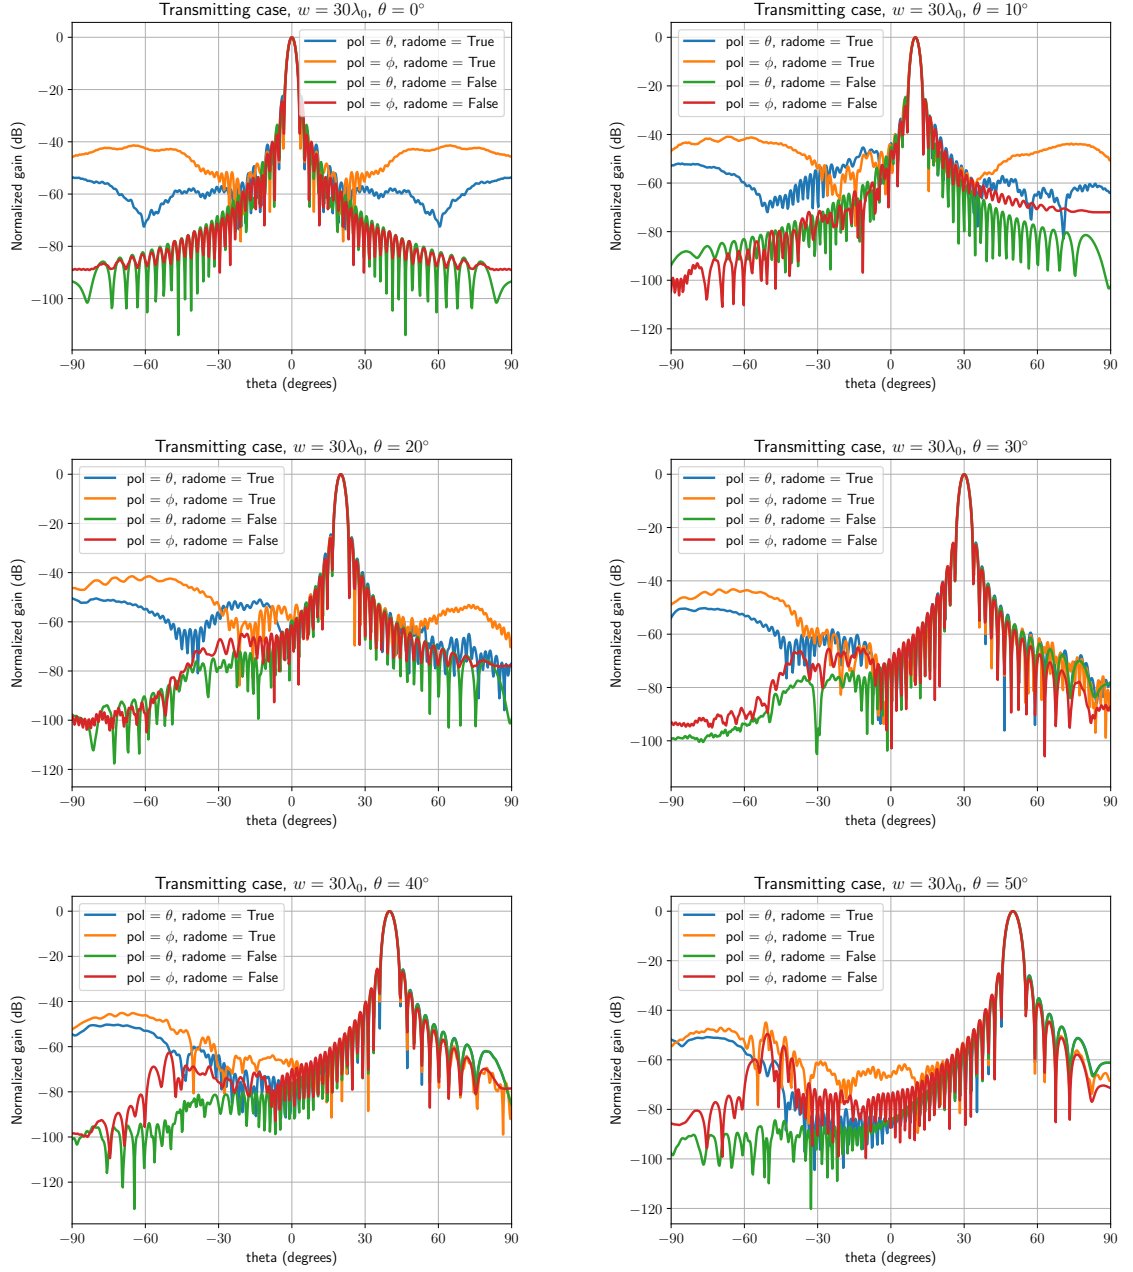 Transmitting case, w = 30λ₀, θ = 0°
0
−20
−40
−60
−80
−100
Normalized gain (dB)
pol = θ, radome = True
pol = ϕ, radome = True
pol = θ, radome = False
pol = ϕ, radome = False
−90 −60 −30 0 30 60 90
theta (degrees)
Transmitting case, w = 30λ₀, θ = 10°
0
−20
−40
−60
−80
−100
−120
Normalized gain (dB)
pol = θ, radome = True
pol = ϕ, radome = True
pol = θ, radome = False
pol = ϕ, radome = False
−90 −60 −30 0 30 60 90
theta (degrees)
Transmitting case, w = 30λ₀, θ = 20°
0
−20
−40
−60
−80
−100
−120
Normalized gain (dB)
pol = θ, radome = True
pol = ϕ, radome = True
pol = θ, radome = False
pol = ϕ, radome = False
−90 −60 −30 0 30 60 90
theta (degrees)
Transmitting case, w = 30λ₀, θ = 30°
0
−20
−40
−60
−80
−100
Normalized gain (dB)
pol = θ, radome = True
pol = ϕ, radome = True
pol = θ, radome = False
pol = ϕ, radome = False
−90 −60 −30 0 30 60 90
theta (degrees)
Transmitting case, w = 30λ₀, θ = 40°
0
−20
−40
−60
−80
−100
−120
Normalized gain (dB)
pol = θ, radome = True
pol = ϕ, radome = True
pol = θ, radome = False
pol = ϕ, radome = False
−90 −60 −30 0 30 60 90
theta (degrees)
Transmitting case, w = 30λ₀, θ = 50°
0
−20
−40
−60
−80
−100
−120
Normalized gain (dB)
pol = θ, radome = True
pol = ϕ, radome = True
pol = θ, radome = False
pol = ϕ, radome = False
−90 −60 −30 0 30 60 90
theta (degrees)